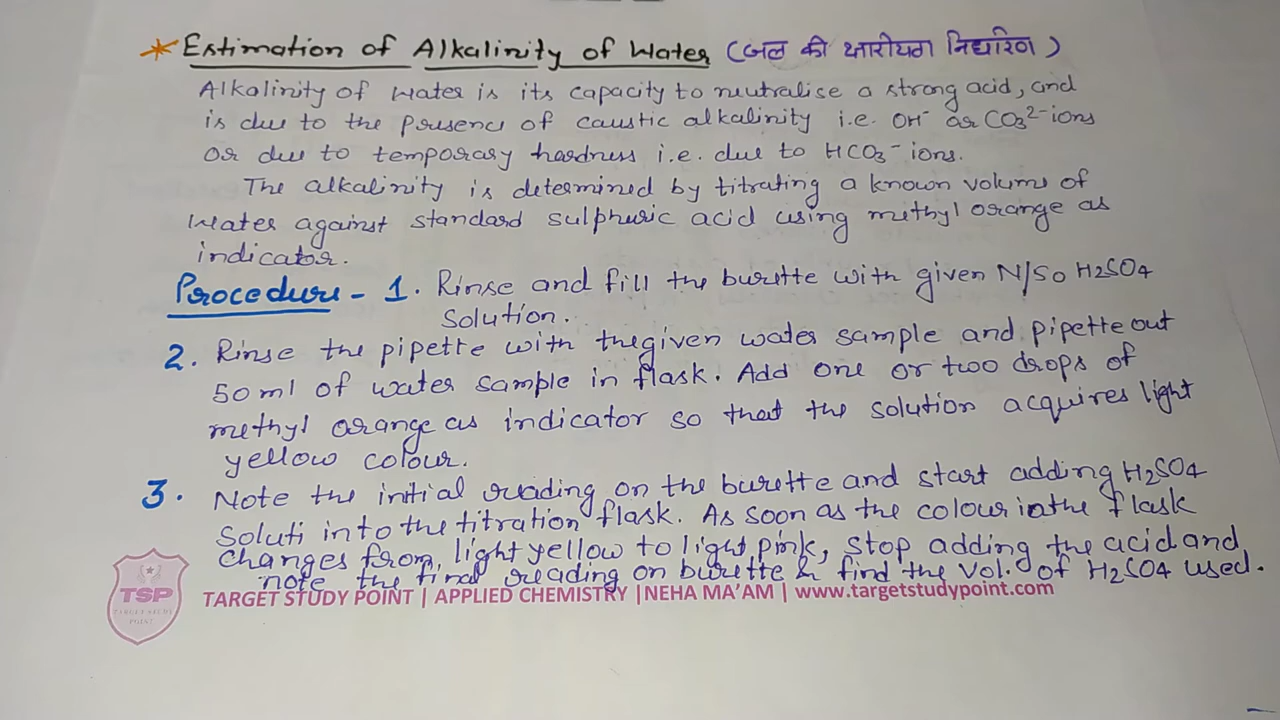 * Estimation of Alkalinity of Water (जल की क्षारीयता निर्धारण)
Alkalinity of water is its capacity to neutralise a strong acid, and
is due to the presence of caustic alkalinity i.e. OH⁻ or CO₃²⁻ ions
or due to temporary hardness i.e. due to HCO₃⁻ ions.
The alkalinity is determined by titrating a known volume of
water against standard sulphuric acid using methyl orange as
indicator.
Procedure - 1. Rinse and fill the burette with given N/50 H₂SO₄
Solution.
2. Rinse the pipette with the given water sample and pipette out
50 ml of water sample in flask. Add one or two drops of
methyl orange as indicator so that the solution acquires light
yellow colour.
3. Note the initial reading on the burette and start adding H₂SO₄
Soluti into the titration flask. As soon as the colour in the flask
changes from light yellow to light pink, stop adding the acid and
note the final reading on burette & find the Vol. of H₂SO₄ used.
TSP
TARGET STUDY
POINT
TARGET STUDY POINT | APPLIED CHEMISTRY | NEHA MA'AM | www.targetstudypoint.com